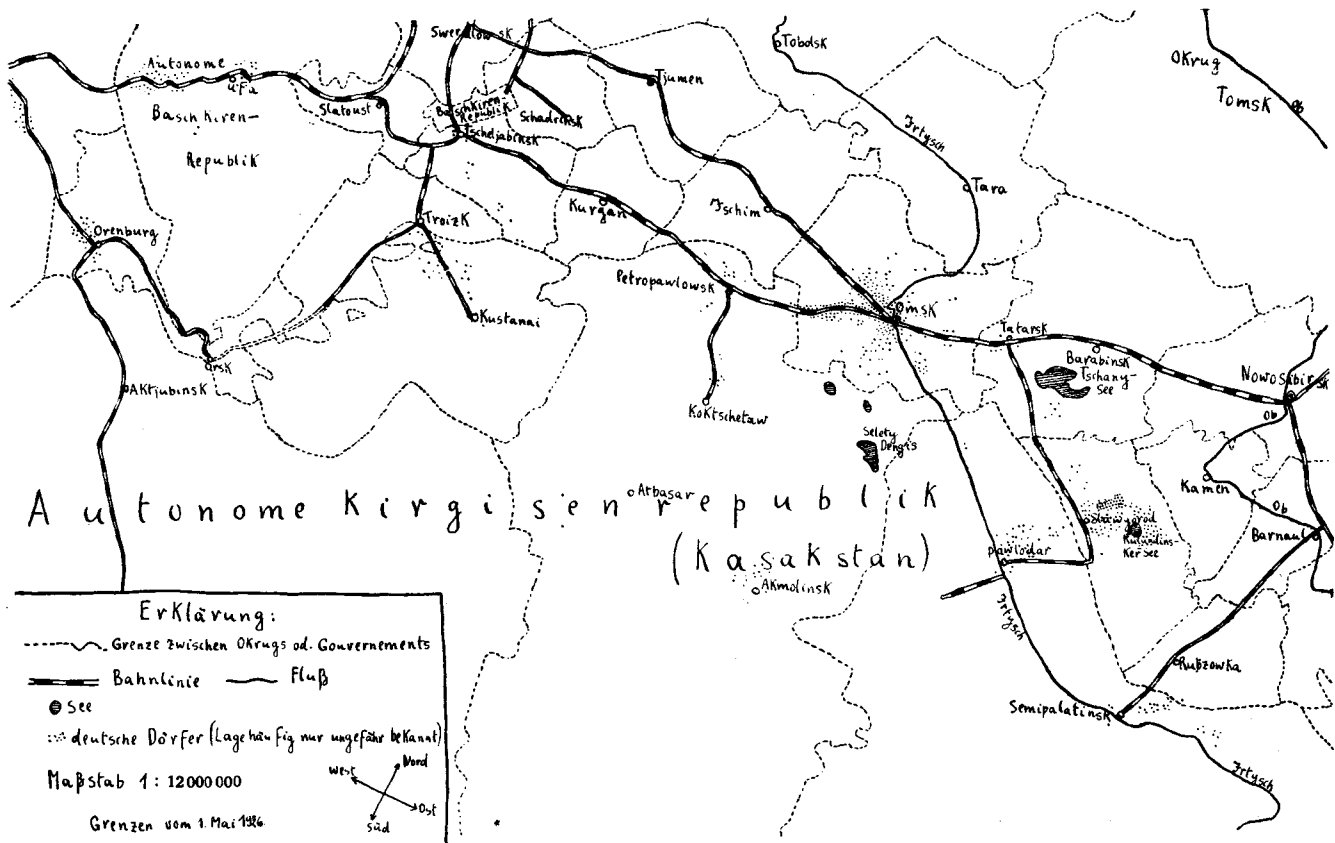 Swerdlowsk
Tobolsk
Okrug
Tomsk
Ob
Autonome
Ufa
Baschkiren-
Republik
Slatoust
Baschkiren
Republik
Tscheljabinsk
Schadrinsk
Tjumen
Irtysch
Tara
Kurgan
Ischim
Troizk
Orenburg
Petropawlowsk
Omsk
Kustanai
Orsk
Tatarsk
Barabinsk
Tschany-
See
Nowosibirsk
Aktjubinsk
Koktschetaw
Selety
Dengis
Ob
Kamen
Autonome Kirgisenrepublik
Atbasar
(Kasakstan)
Slawgorod
Kulundins-
ker See
Ob
Barnaul
Pawlodar
Akmolinsk
Irtysch
Rubzowka
Semipalatinsk
Irtysch
Erklärung:
Grenze zwischen Okrugs od. Gouvernements
Bahnlinie Fluß
See
deutsche Dörfer (Lage häufig nur ungefähr bekannt)
Maßstab 1 : 12000000
West Nord
Süd Ost
Grenzen vom 1. Mai 1926